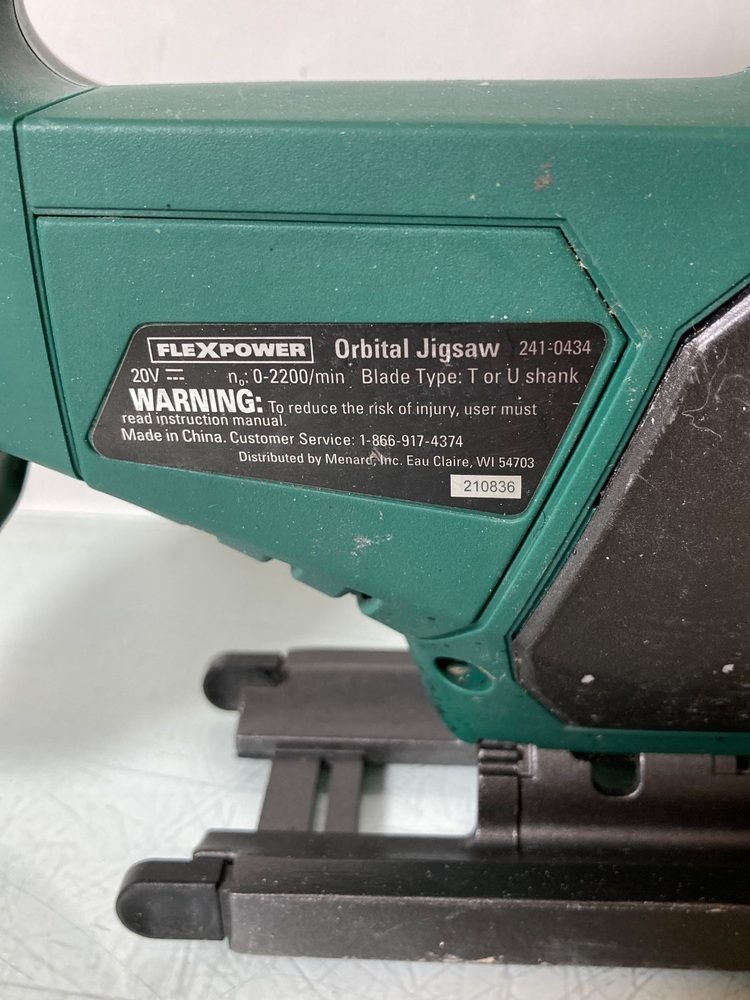 FLEXPOWER Orbital Jigsaw 241-0434
20V ⎓ n₀: 0-2200/min Blade Type: T or U shank
WARNING: To reduce the risk of injury, user must
read instruction manual.
Made in China. Customer Service: 1-866-917-4374
Distributed by Menard, Inc. Eau Claire, WI 54703
210836